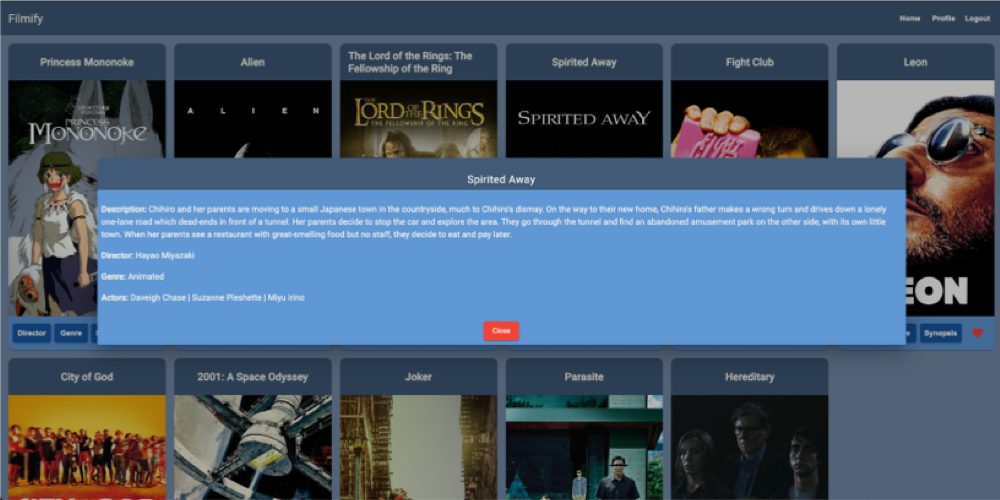 Filmify
Home Profile Logout
Princess Mononoke
Alien
The Lord of the Rings: The
Fellowship of the Ring
Spirited Away
Fight Club
Leon
PRINCESS
MONONOKE
A L I E N
THE
LORD OF THE RINGS
THE FELLOWSHIP OF THE RING
SPIRITED AWAY
FIGHT
CLUB
Spirited Away
Description: Chihiro and her parents are moving to a small Japanese town in the countryside, much to Chihiro's dismay. On the way to their new home, Chihiro's father makes a wrong turn and drives down a lonely
one-lane road which dead-ends in front of a tunnel. Her parents decide to stop the car and explore the area. They go through the tunnel and find an abandoned amusement park on the other side, with its own little
town. When her parents see a restaurant with great-smelling food but no staff, they decide to eat and pay later.
Director: Hayao Miyazaki
Genre: Animated
Actors: Daveigh Chase | Suzanne Pleshette | Miyu Irino
Close
EON
Director Genre
Synopsis
City of God
2001: A Space Odyssey
Joker
Parasite
Hereditary